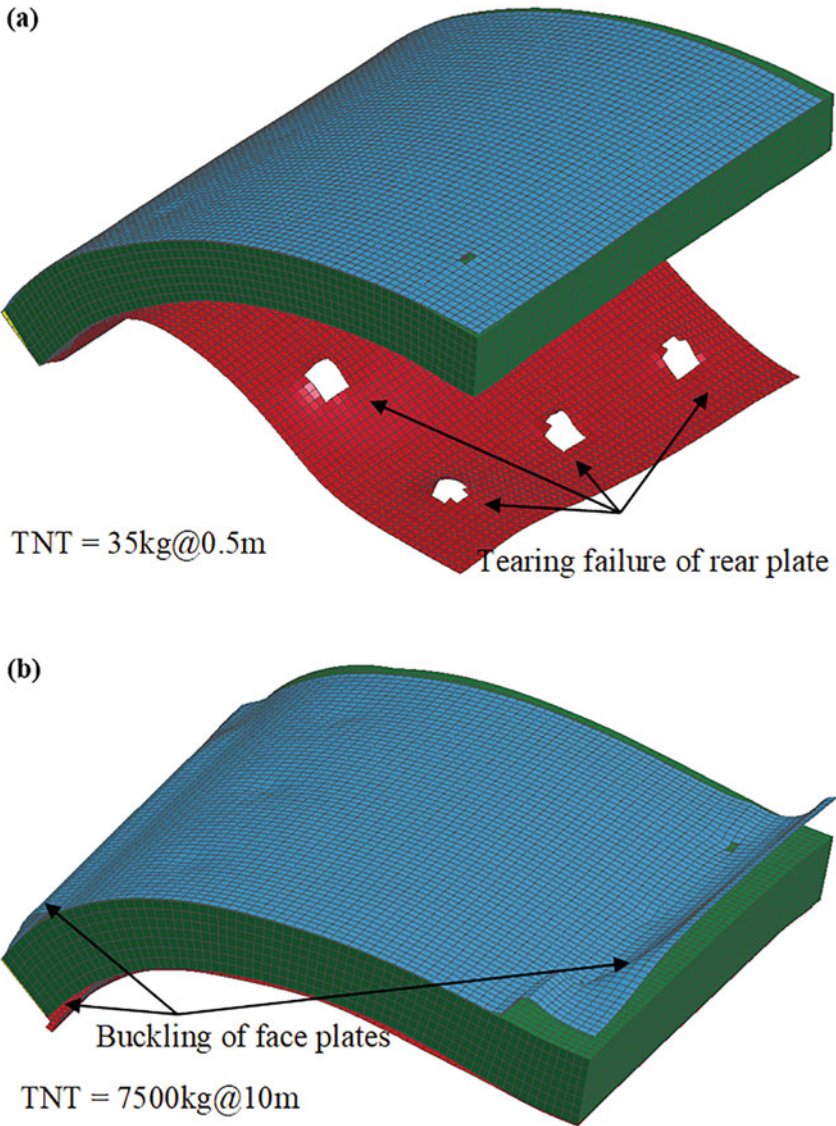 (a)
TNT = 35kg@0.5m
Tearing failure of rear plate
(b)
Buckling of face plates
TNT = 7500kg@10m